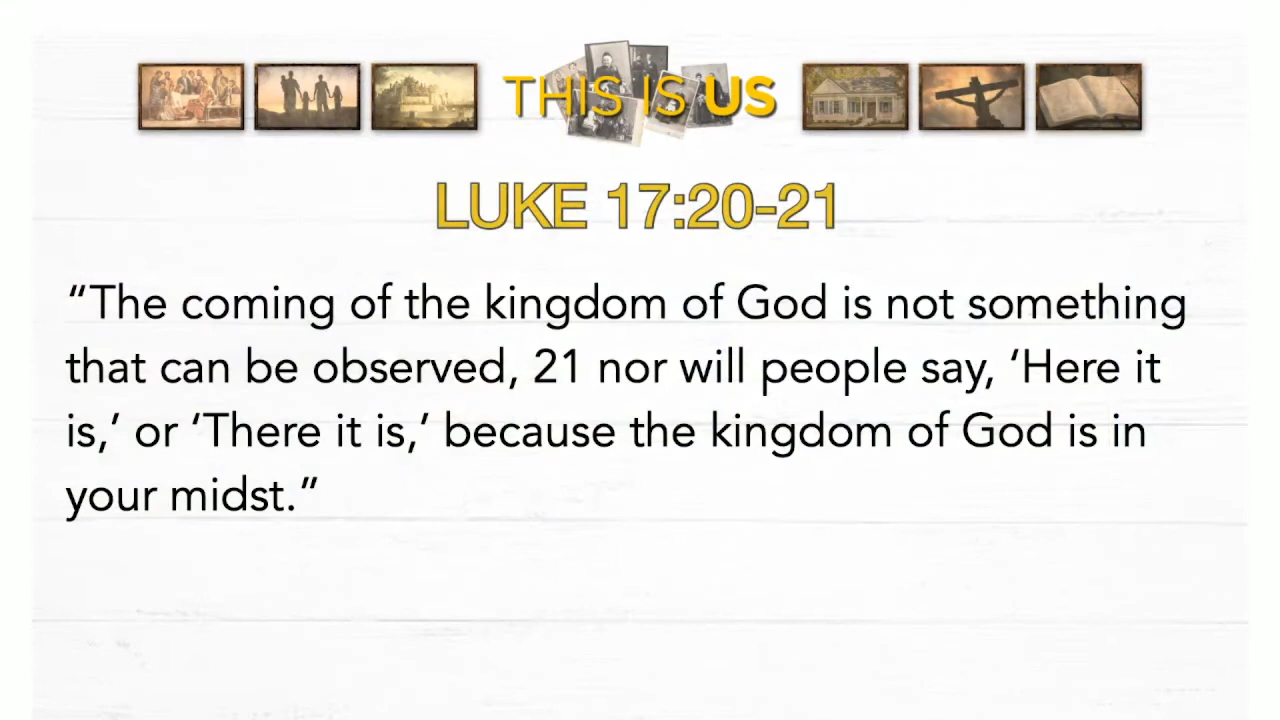 THIS IS US
LUKE 17:20-21
“The coming of the kingdom of God is not something
that can be observed, 21 nor will people say, ‘Here it
is,’ or ‘There it is,’ because the kingdom of God is in
your midst.”